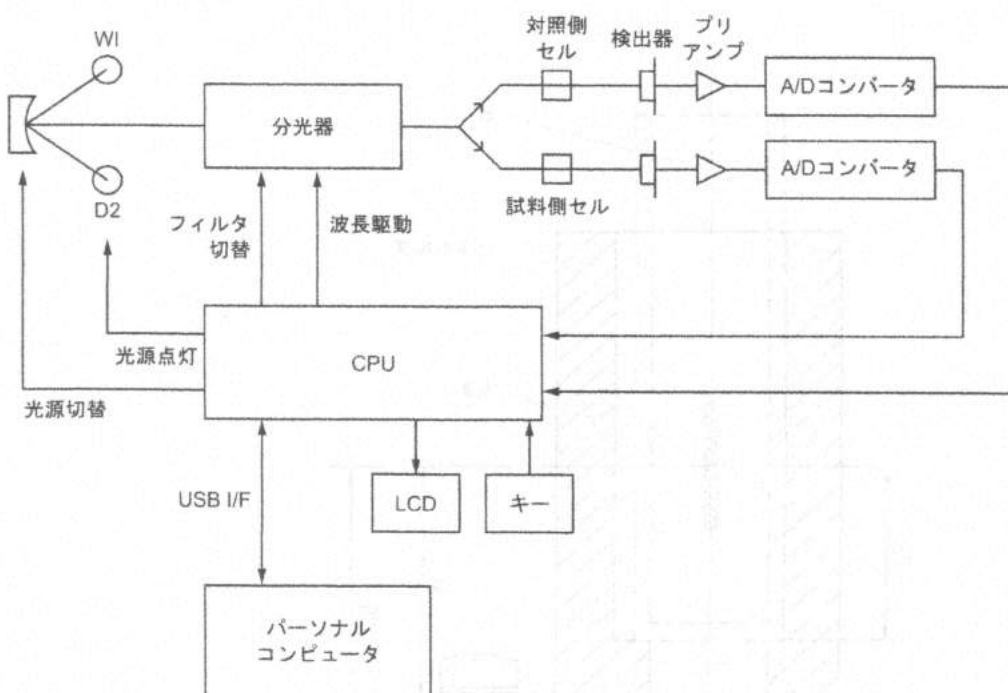 WI
D2
分光器
対照側
セル
検出器
プリ
アンプ
A/Dコンバータ
試料側セル
A/Dコンバータ
フィルタ
切替
波長駆動
光源点灯
光源切替
CPU
USB I/F
LCD
キー
パーソナル
コンピュータ